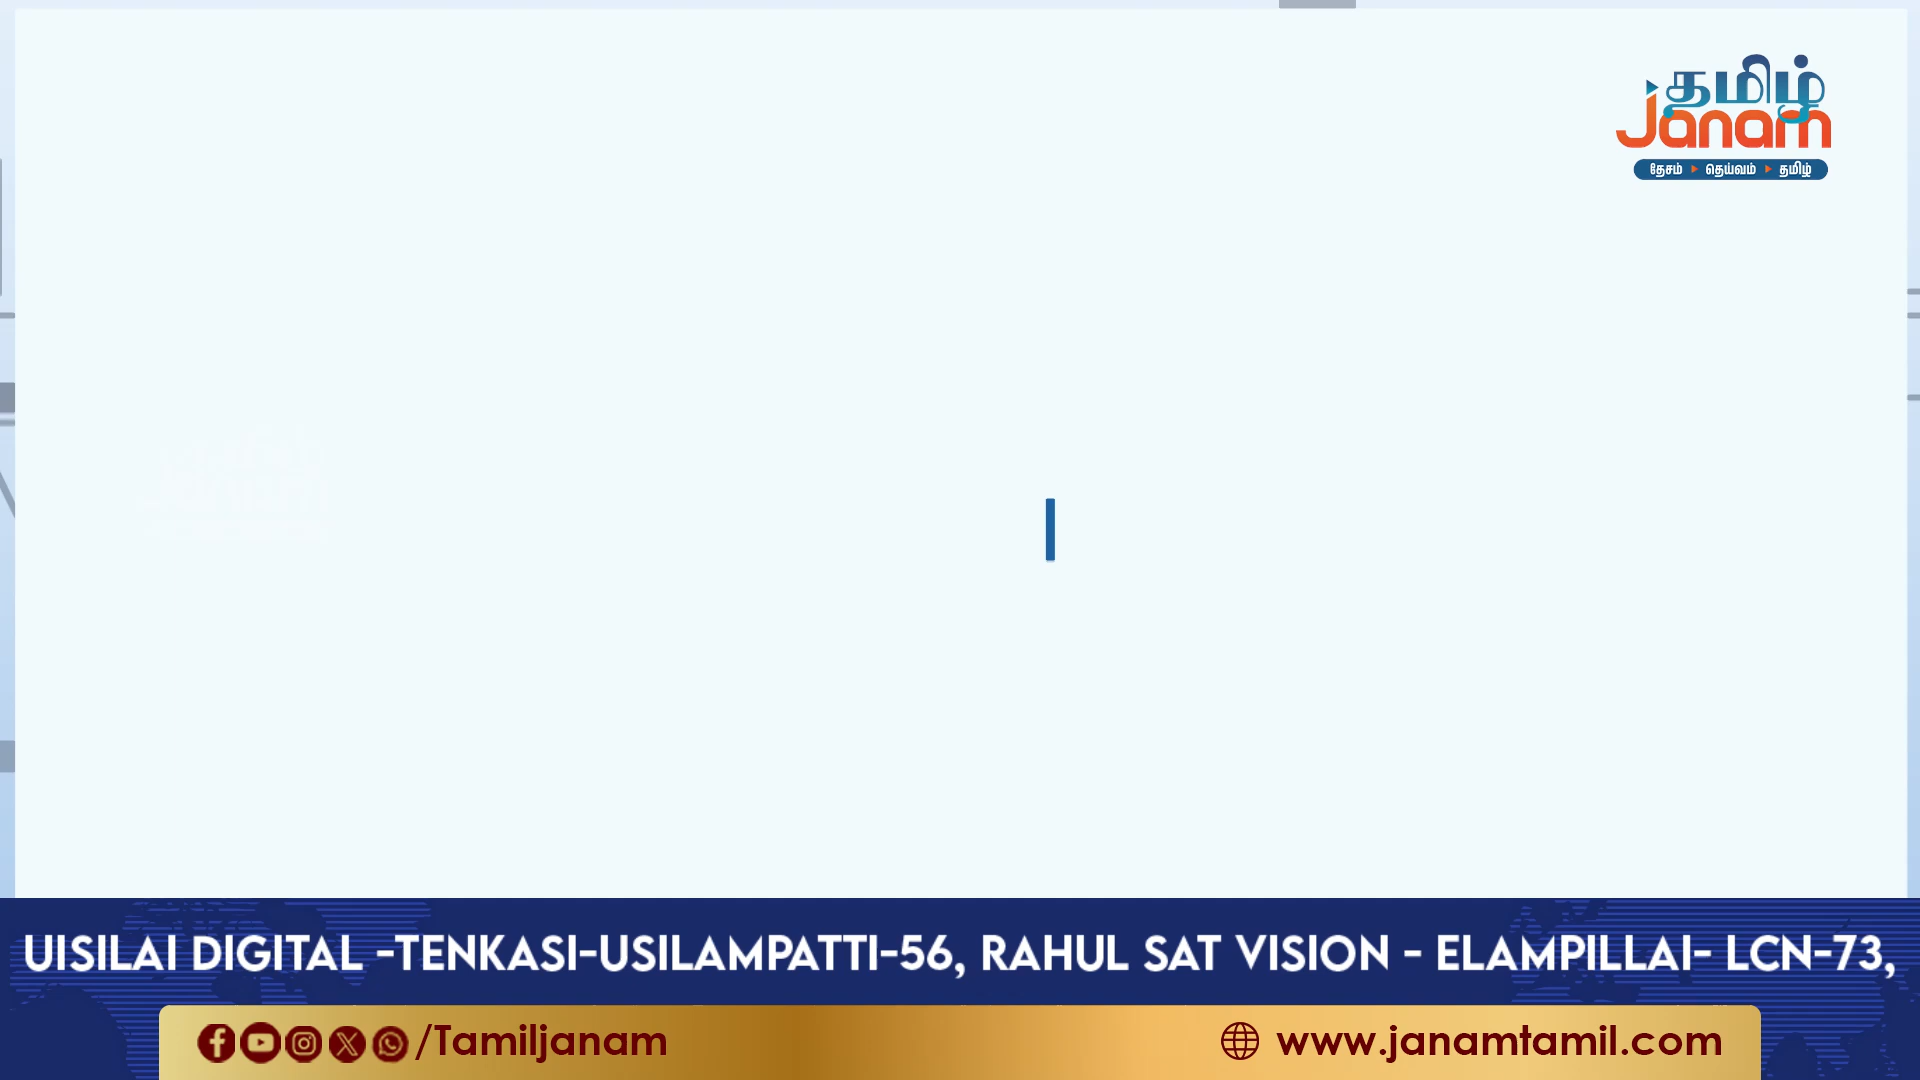 தமிழ்
Janam
தேசம் தெய்வம் தமிழ்
UISILAI DIGITAL -TENKASI-USILAMPATTI-56, RAHUL SAT VISION - ELAMPILLAI- LCN-73,
/Tamiljanam
www.janamtamil.com